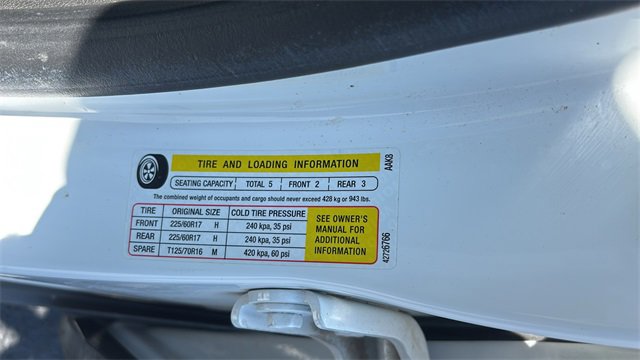 TIRE AND LOADING INFORMATION
SEATING CAPACITY TOTAL 5 FRONT 2 REAR 3
The combined weight of occupants and cargo should never exceed 428 kg or 943 lbs.
TIRE ORIGINAL SIZE COLD TIRE PRESSURE
FRONT 225/60R17 H 240 kpa, 35 psi
REAR 225/60R17 H 240 kpa, 35 psi
SPARE T125/70R16 M 420 kpa, 60 psi
SEE OWNER'S
MANUAL FOR
ADDITIONAL
INFORMATION
AAK8
42726766